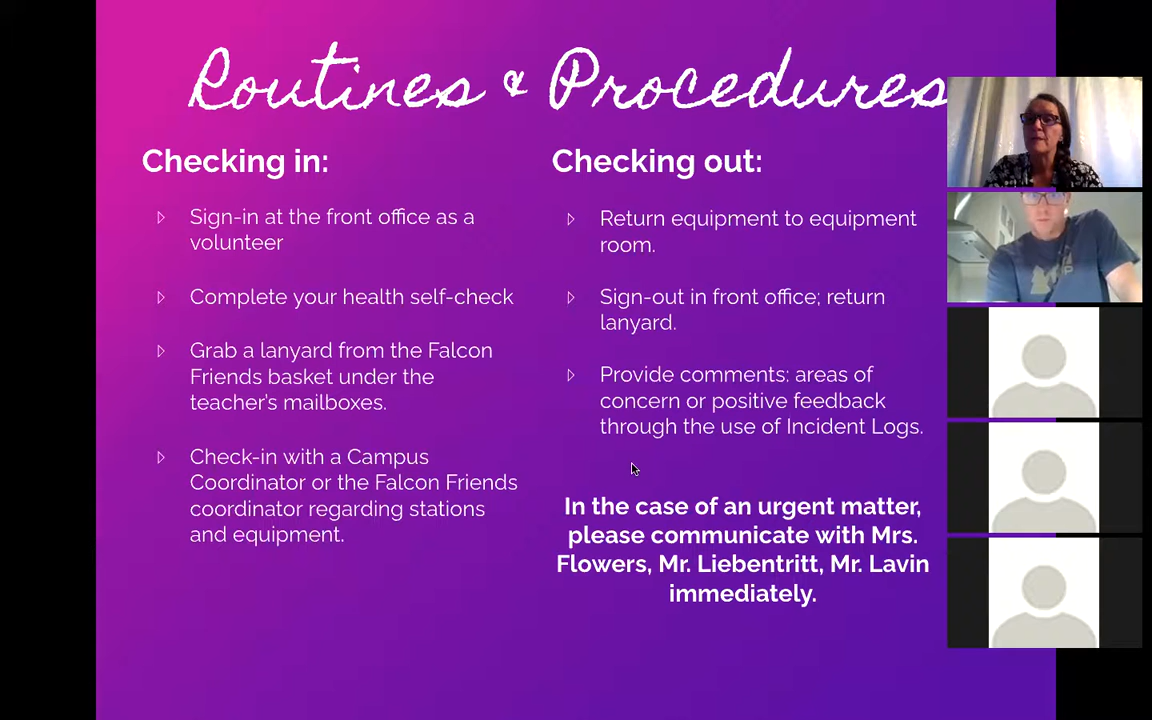 Routines & Procedures
Checking in:
Sign-in at the front office as a
volunteer
Complete your health self-check
Grab a lanyard from the Falcon
Friends basket under the
teacher's mailboxes.
Check-in with a Campus
Coordinator or the Falcon Friends
coordinator regarding stations
and equipment.
Checking out:
Return equipment to equipment
room.
Sign-out in front office; return
lanyard.
Provide comments: areas of
concern or positive feedback
through the use of Incident Logs.
In the case of an urgent matter,
please communicate with Mrs.
Flowers, Mr. Liebentritt, Mr. Lavin
immediately.